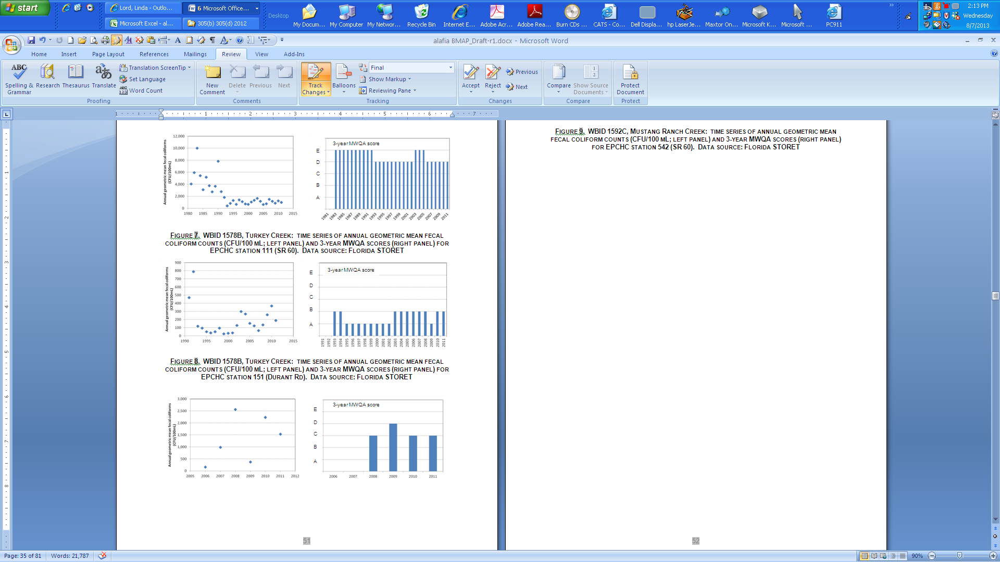 start
Lord, Linda - Outlo...
6 Microsoft Office...
Microsoft Excel - al...
305(b) 305(d) 2012
Desktop
My Docum...
My Computer
My Networ...
Recycle Bin
Internet E...
Adobe Acr...
Adobe Rea...
Burn CDs ...
CATS - Co...
Dell Displa...
hp LaserJe...
Maxtor On...
Microsoft K...
Microsoft ...
PC911
2:13 PM
Wednesday
8/7/2013
alafia BMAP_Draft-r1.docx - Microsoft Word
Home Insert Page Layout References Mailings Review View Add-Ins
Spelling & Grammar
Research
Thesaurus
Translate
Translation ScreenTip
Set Language
Word Count
Proofing
New Comment
Delete
Previous
Next
Comments
Track Changes
Balloons
Final
Show Markup
Reviewing Pane
Tracking
Accept
Reject
Previous
Next
Changes
Compare
Show Source Documents
Compare
Protect Document
Protect
1 1 2 3 4 5 6 7
Annual geometric mean fecal coliforms
(CFU/100mL)
12,000
10,000
8,000
6,000
4,000
2,000
0
1980 1985 1990 1995 2000 2005 2010 2015
3-year MWQA score
E
D
C
B
A
1981 1983 1985 1987 1989 1991 1993 1995 1997 1999 2001 2003 2005 2007 2009 2011
FIGURE 7. WBID 1578B, TURKEY CREEK: TIME SERIES OF ANNUAL GEOMETRIC MEAN FECAL
COLIFORM COUNTS (CFU/100 ML; LEFT PANEL) AND 3-YEAR MWQA SCORES (RIGHT PANEL) FOR
EPCHC STATION 111 (SR 60). DATA SOURCE: FLORIDA STORET
Annual geometric mean fecal coliforms
(CFU/100mL)
900
800
700
600
500
400
300
200
100
0
1990 1995 2000 2005 2010 2015
3-year MWQA score
E
D
C
B
A
1991 1992 1993 1994 1995 1996 1997 1998 1999 2000 2001 2002 2003 2004 2005 2006 2007 2008 2009 2010 2011
FIGURE 8. WBID 1578B, TURKEY CREEK: TIME SERIES OF ANNUAL GEOMETRIC MEAN FECAL
COLIFORM COUNTS (CFU/100 ML; LEFT PANEL) AND 3-YEAR MWQA SCORES (RIGHT PANEL) FOR
EPCHC STATION 151 (DURANT RD). DATA SOURCE: FLORIDA STORET
Annual geometric mean fecal coliforms
(CFU/100mL)
3,000
2,500
2,000
1,500
1,000
500
0
2005 2006 2007 2008 2009 2010 2011 2012
3-year MWQA score
E
D
C
B
A
2006 2007 2008 2009 2010 2011
51
FIGURE 9. WBID 1592C, MUSTANG RANCH CREEK: TIME SERIES OF ANNUAL GEOMETRIC MEAN
FECAL COLIFORM COUNTS (CFU/100 ML; LEFT PANEL) AND 3-YEAR MWQA SCORES (RIGHT PANEL)
FOR EPCHC STATION 542 (SR 60). DATA SOURCE: FLORIDA STORET
52
Page: 35 of 81
Words: 21,787
90%